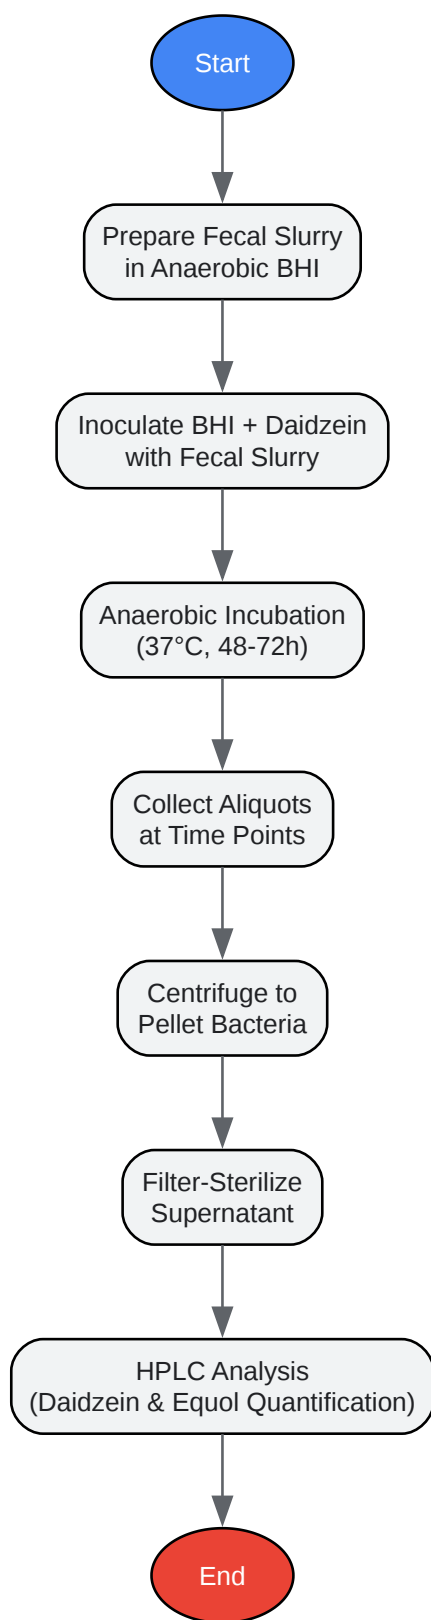 Start
Prepare Fecal Slurry
in Anaerobic BHI
Inoculate BHI + Daidzein
with Fecal Slurry
Anaerobic Incubation
(37°C, 48-72h)
Collect Aliquots
at Time Points
Centrifuge to
Pellet Bacteria
Filter-Sterilize
Supernatant
HPLC Analysis
(Daidzein & Equol Quantification)
End